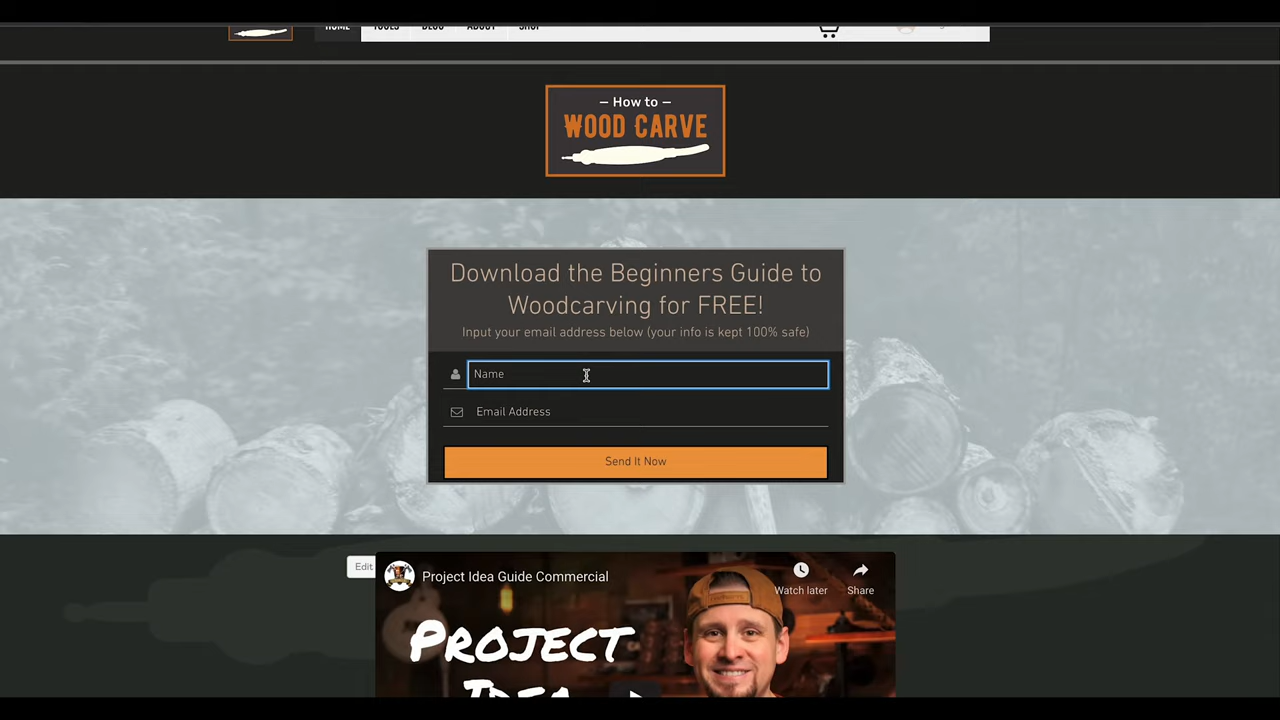 HOME TOOLS BLOG ABOUT SHOP
– How to –
WOOD CARVE
Download the Beginners Guide to
Woodcarving for FREE!
Input your email address below (your info is kept 100% safe)
Name
Email Address
Send It Now
Edit
Project Idea Guide Commercial
Watch later
Share
PROJECT
IDEA